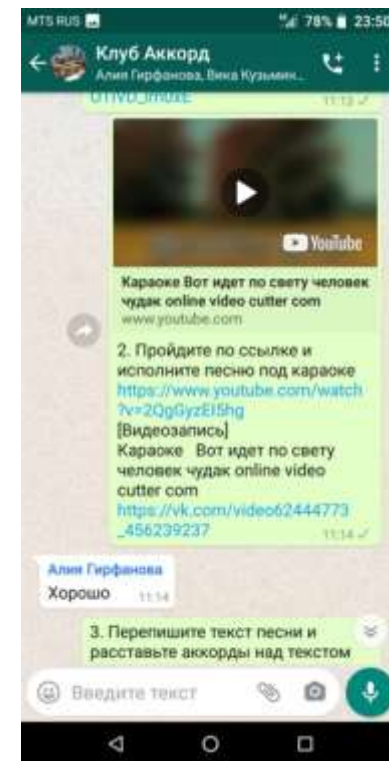 MTS RUS
78% 23:50
Клуб Аккорд
Алия Гирфанова, Вика Кузьмин...
11:13
YouTube
Караоке Вот идет по свету человек
чудак online video cutter com
www.youtube.com
2. Пройдите по ссылке и
исполните песню под караоке
https://www.youtube.com/watch
?v=2QgGyzEI5hg
[Видеозапись]
Караоке Вот идет по свету
человек чудак online video
cutter com
https://vk.com/video62444773
_456239237
11:14
Алия Гирфанова
Хорошо 11:14
3. Перепишите текст песни и
расставьте аккорды над текстом
Введите текст